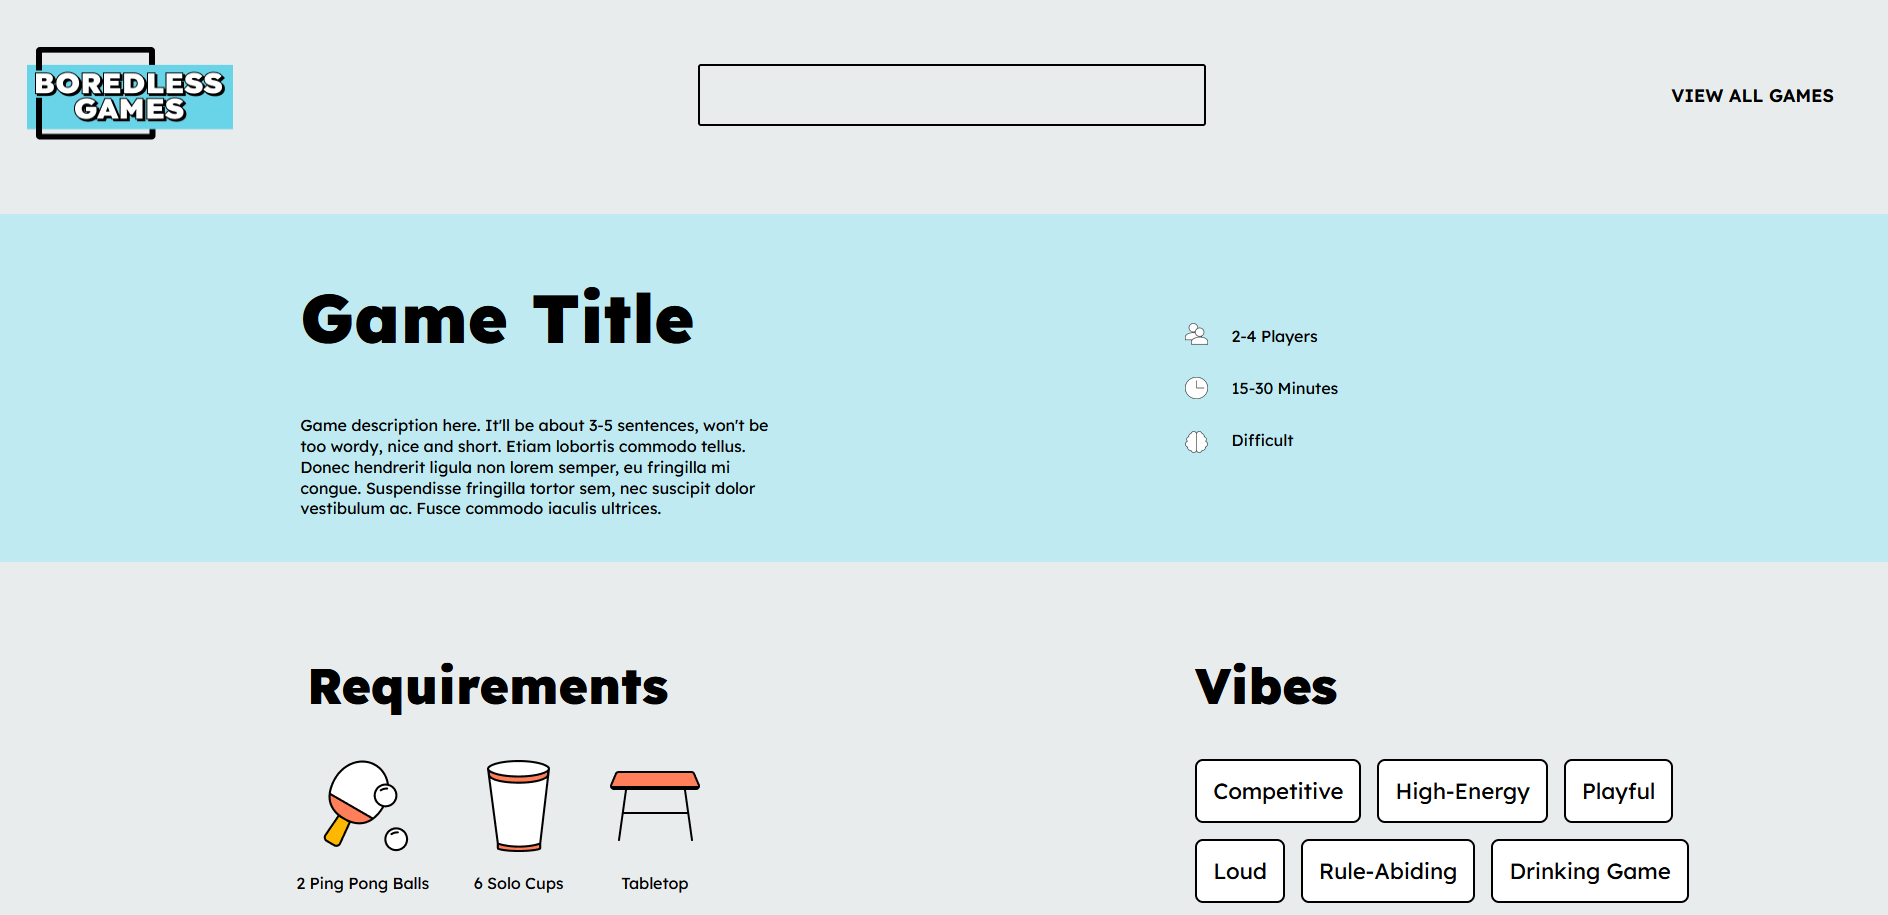 BOREDLESS
GAMES
VIEW ALL GAMES
Game Title
Game description here. It'll be about 3-5 sentences, won't be
too wordy, nice and short. Etiam lobortis commodo tellus.
Donec hendrerit ligula non lorem semper, eu fringilla mi
congue. Suspendisse fringilla tortor sem, nec suscipit dolor
vestibulum ac. Fusce commodo iaculis ultrices.
2-4 Players
15-30 Minutes
Difficult
Requirements
2 Ping Pong Balls
6 Solo Cups
Tabletop
Vibes
Competitive
High-Energy
Playful
Loud
Rule-Abiding
Drinking Game